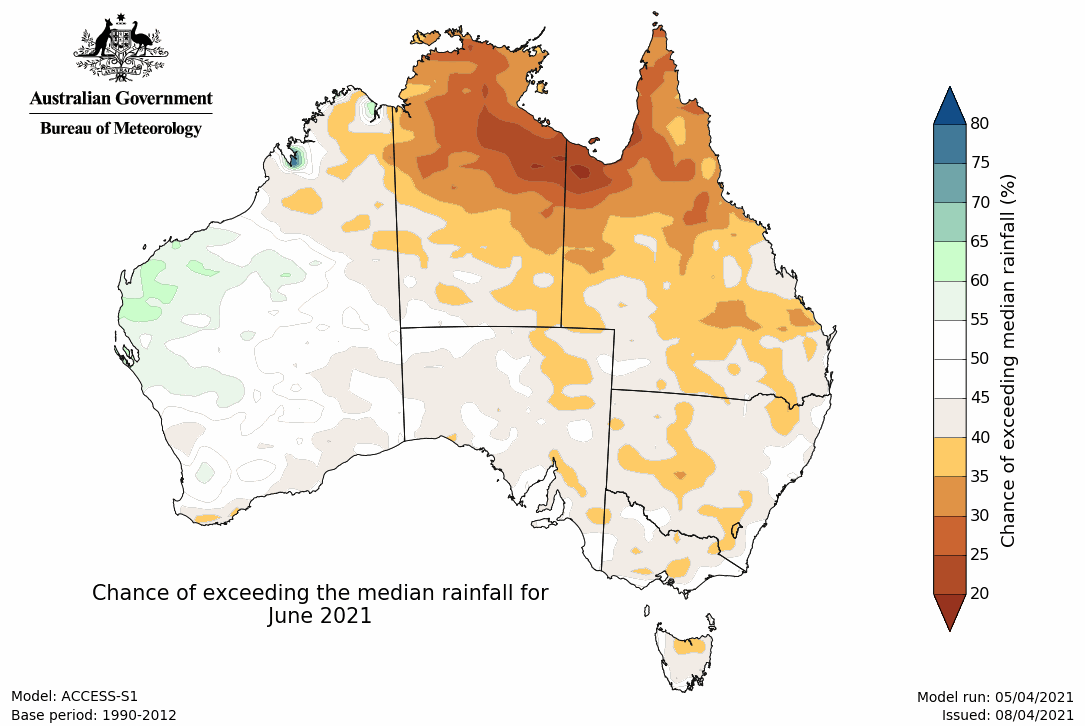 Australian Government
Bureau of Meteorology
80
75
70
65
60
55
50
45
40
35
30
25
20
Chance of exceeding median rainfall (%)
Chance of exceeding the median rainfall for
June 2021
Model: ACCESS-S1
Base period: 1990-2012
Model run: 05/04/2021
Issued: 08/04/2021